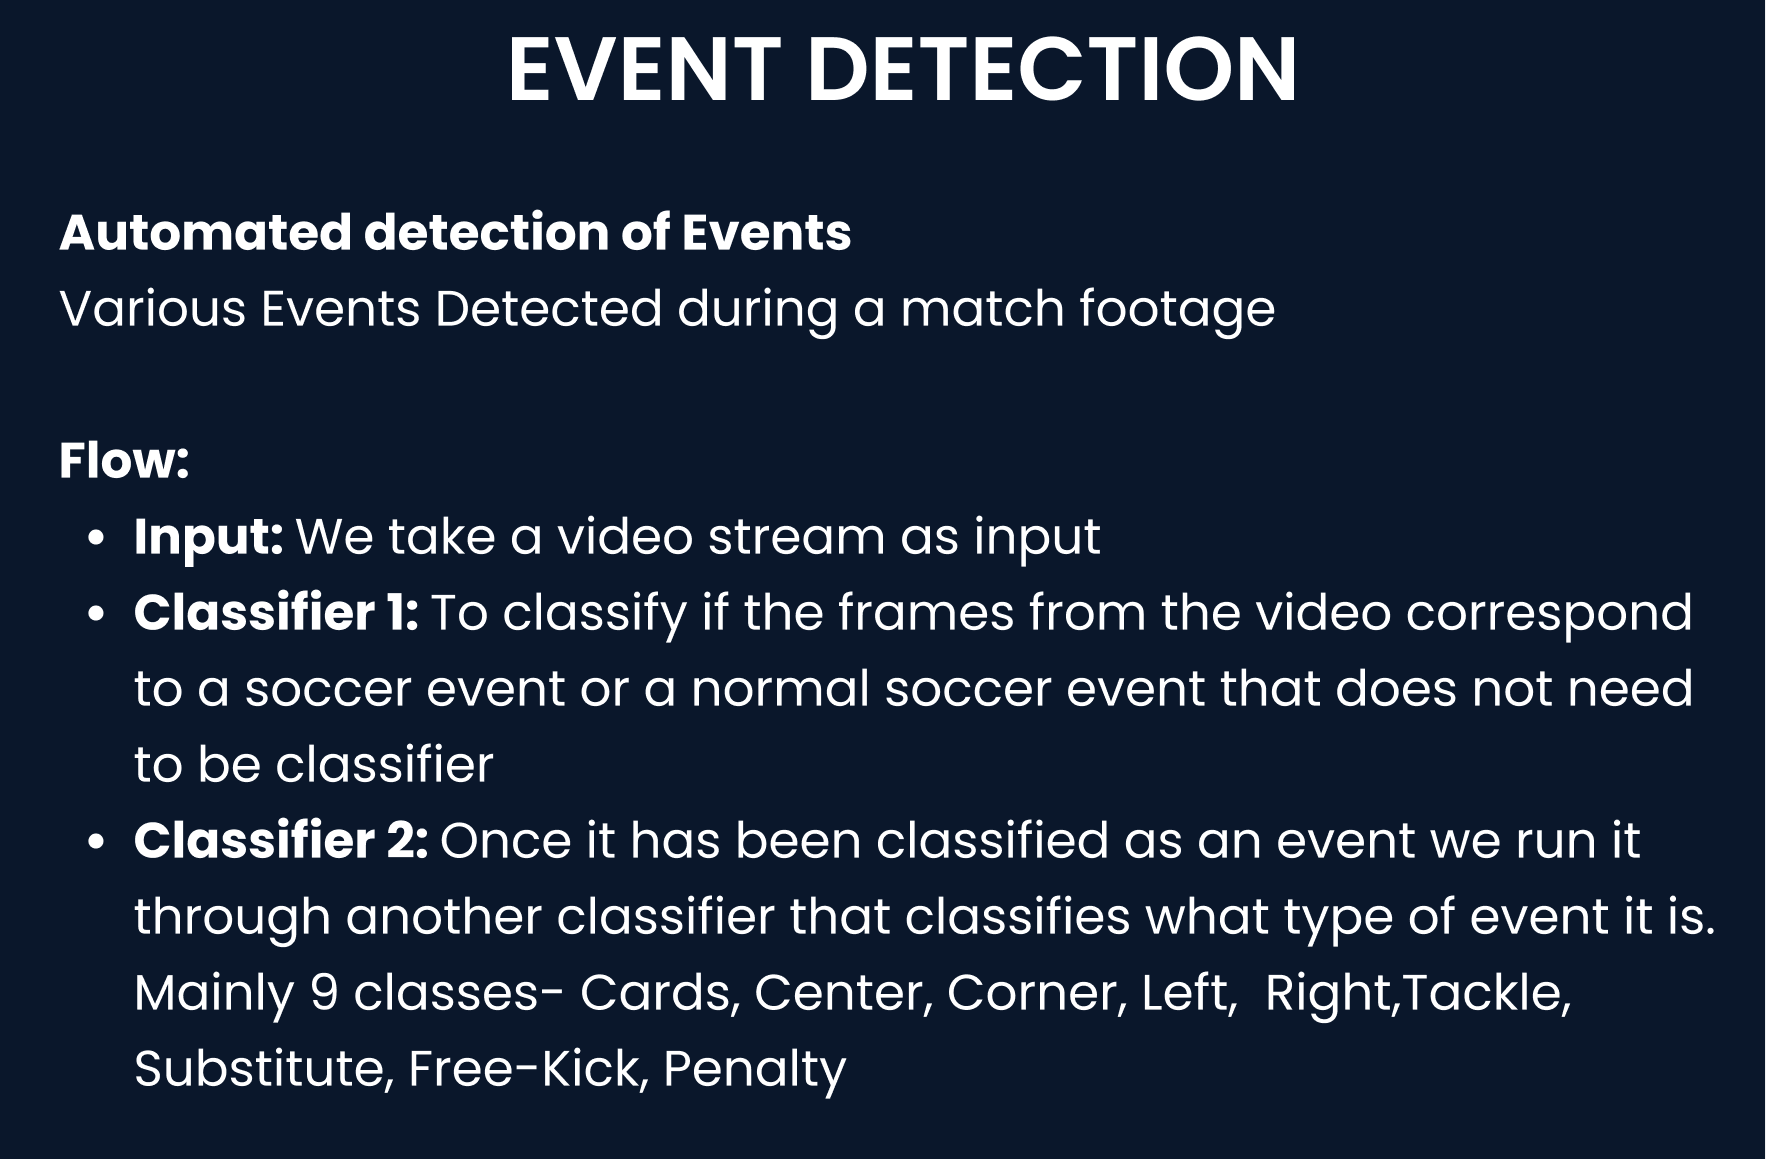 EVENT DETECTION
Automated detection of Events
Various Events Detected during a match footage
Flow:
• Input: We take a video stream as input
• Classifier 1: To classify if the frames from the video correspond
to a soccer event or a normal soccer event that does not need
to be classifier
• Classifier 2: Once it has been classified as an event we run it
through another classifier that classifies what type of event it is.
Mainly 9 classes- Cards, Center, Corner, Left,  Right,Tackle,
Substitute, Free-Kick, Penalty